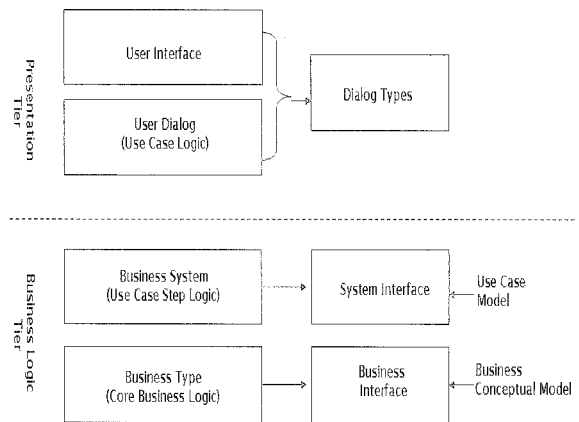 Presentation
Tier
User Interface
User Dialog
(Use Case Logic)
Dialog Types
Business Logic
Tier
Business System
(Use Case Step Logic)
System Interface
Use Case
Model
Business Type
(Core Business Logic)
Business
Interface
Business
Conceptual Model